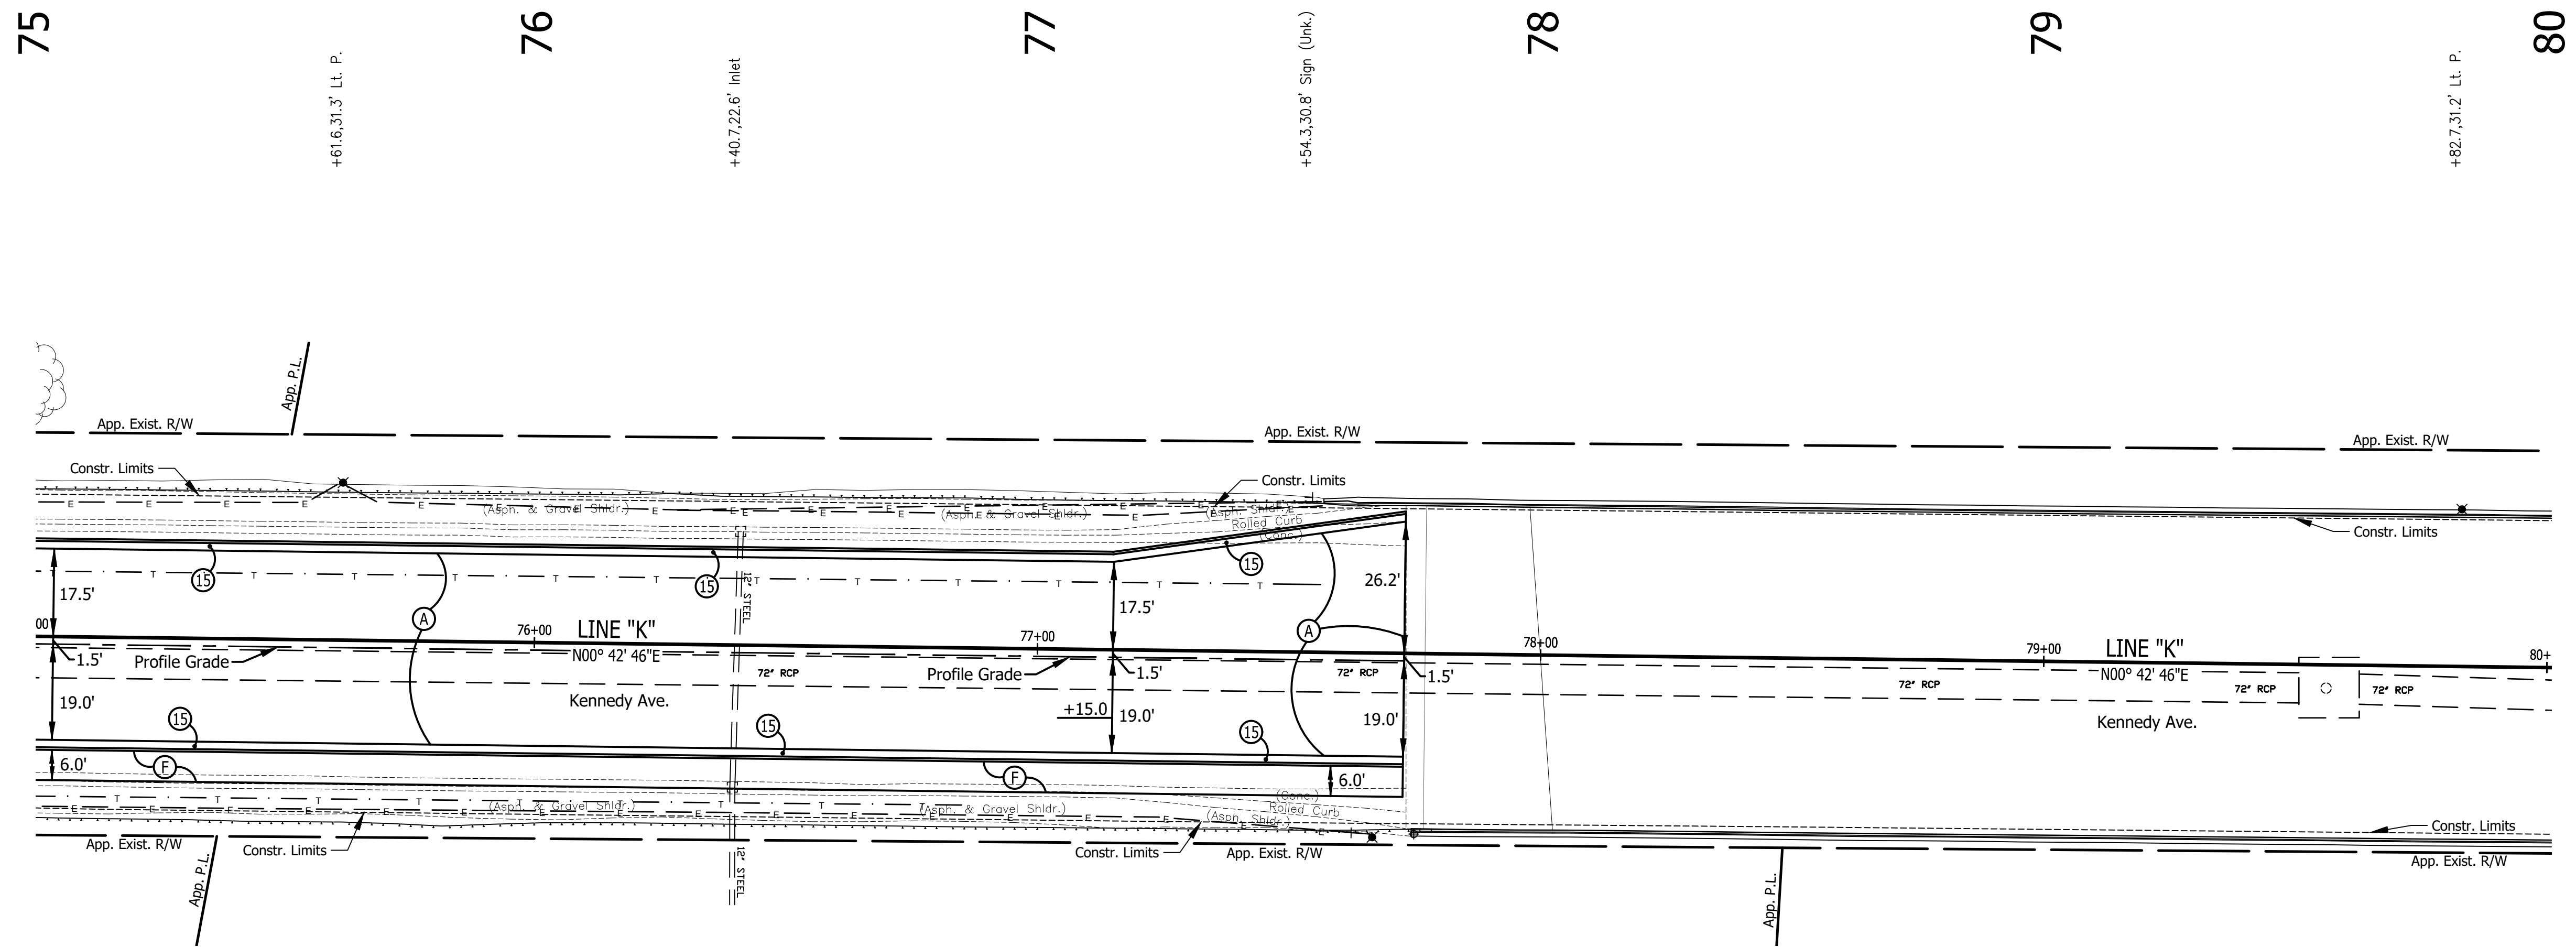 75
76
77
78
79
80
+61.6,31.3' Lt. P.
+40.7,22.6' Inlet
+54.3,30.8' Sign (Unk.)
+82.7,31.2' Lt. P.
App. P.L.
App. Exist. R/W
App. Exist. R/W
App. Exist. R/W
Constr. Limits
Constr. Limits
Constr. Limits
(Asph. & Gravel Shldr.)
(Asph. & Gravel Shldr.)
(Asph. Shldr.)
Rolled Curb
(Conc.)
15
15
15
T T T T T T T T T T T T
E E E E E E E E E E E E E E
17.5'
A
12" STEEL
17.5'
A
26.2'
00
76+00
LINE "K"
N00° 42' 46"E
77+00
78+00
79+00
LINE "K"
N00° 42' 46"E
80+
1.5'
Profile Grade
72" RCP
Profile Grade
1.5'
72" RCP
1.5'
72" RCP
72" RCP
72" RCP
19.0'
Kennedy Ave.
+15.0
19.0'
19.0'
Kennedy Ave.
15
15
15
6.0'
F
F
6.0'
(Asph. & Gravel Shldr.)
(Asph. & Gravel Shldr.)
(Conc.)
Rolled Curb
(Asph. Shldr.)
T T T T T T T T T
E E E E E E E E E E E E E E E E E
App. Exist. R/W
Constr. Limits
12" STEEL
Constr. Limits
App. Exist. R/W
Constr. Limits
App. Exist. R/W
App. P.L.
App. P.L.